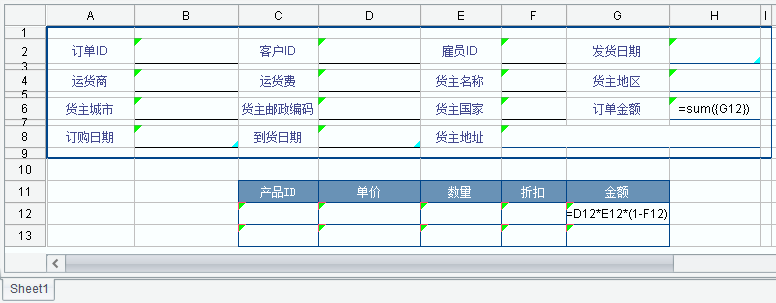 A B C D E F G H I
1
2 订单ID 客户ID 雇员ID 发货日期
3
4 运货商 运货费 货主名称 货主地区
5
6 货主城市 货主邮政编码 货主国家 订单金额 =sum({G12})
7
8 订购日期 到货日期 货主地址
9
10
11 产品ID 单价 数量 折扣 金额
12 =D12*E12*(1-F12)
13
Sheet1